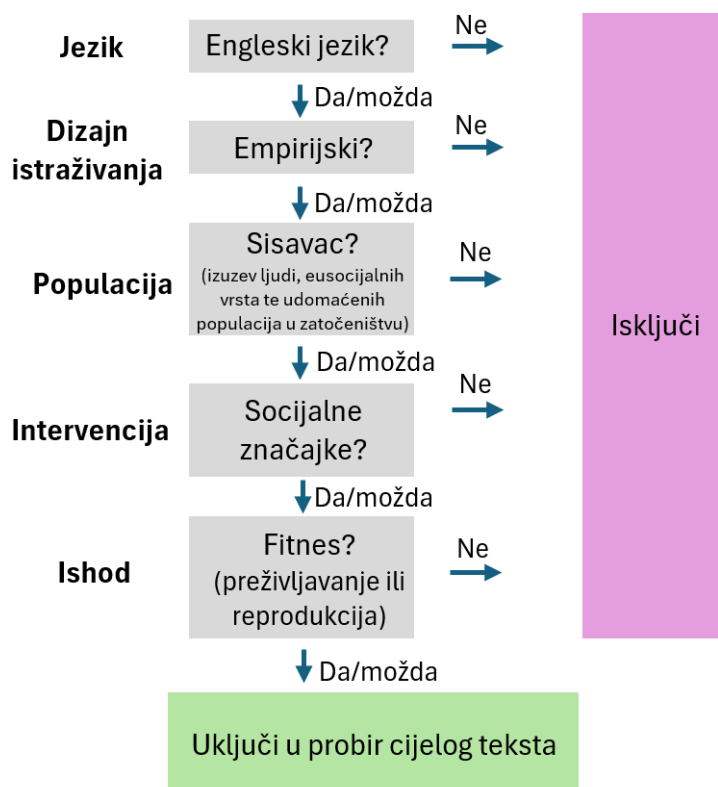 Jezik
Engleski jezik?
Ne
Da/možda
Dizajn
istraživanja
Empirijski?
Ne
Da/možda
Populacija
Sisavac?
(izuzev ljudi, eusocijalnih
vrsta te udomaćenih
populacija u zatočeništvu)
Ne
Isključi
Da/možda
Intervencija
Socijalne
značajke?
Ne
Da/možda
Ishod
Fitnes?
(preživljavanje ili
reprodukcija)
Ne
Da/možda
Uključi u probir cijelog teksta